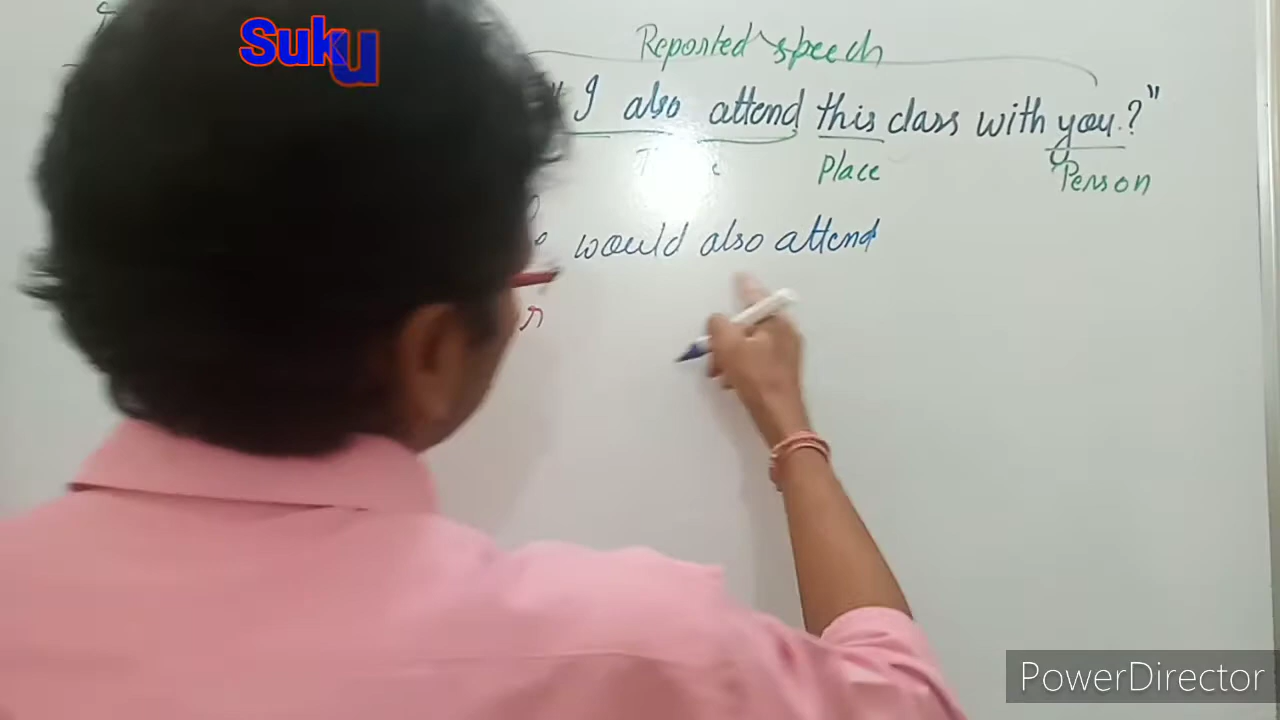 Suku
Reported speech
I also attend this class with you?"
Place
Person
would also attend
PowerDirector